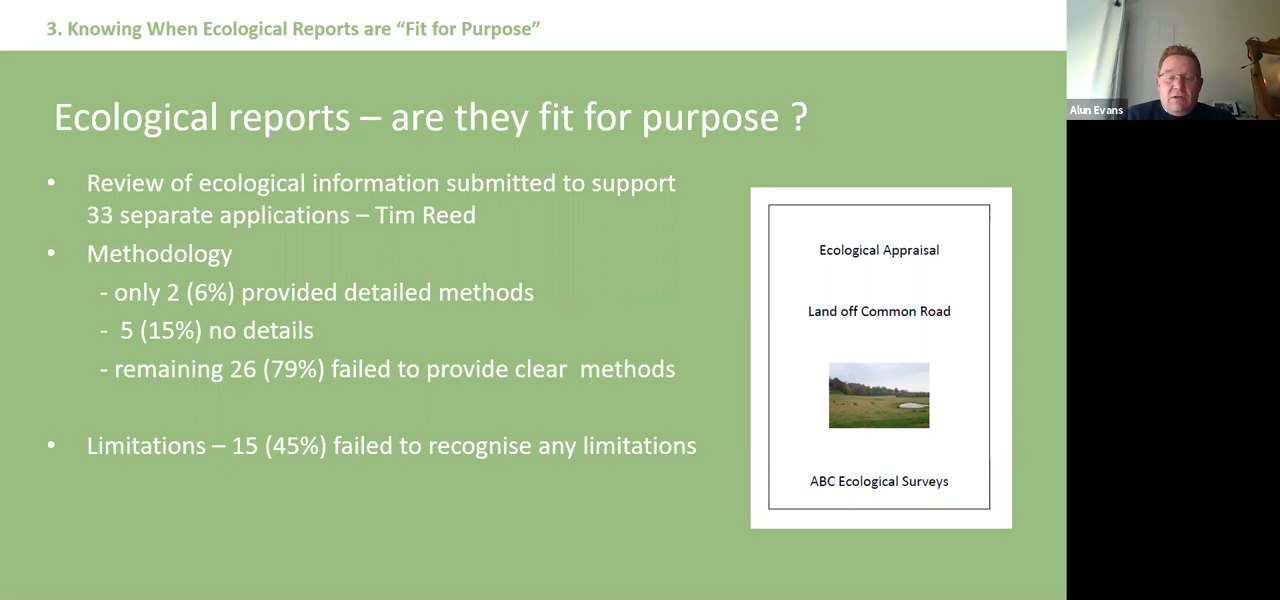 3. Knowing When Ecological Reports are “Fit for Purpose”
Ecological reports – are they fit for purpose ?
• Review of ecological information submitted to support
33 separate applications – Tim Reed
• Methodology
- only 2 (6%) provided detailed methods
- 5 (15%) no details
- remaining 26 (79%) failed to provide clear methods
• Limitations – 15 (45%) failed to recognise any limitations
Ecological Appraisal
Land off Common Road
ABC Ecological Surveys
Alun Evans